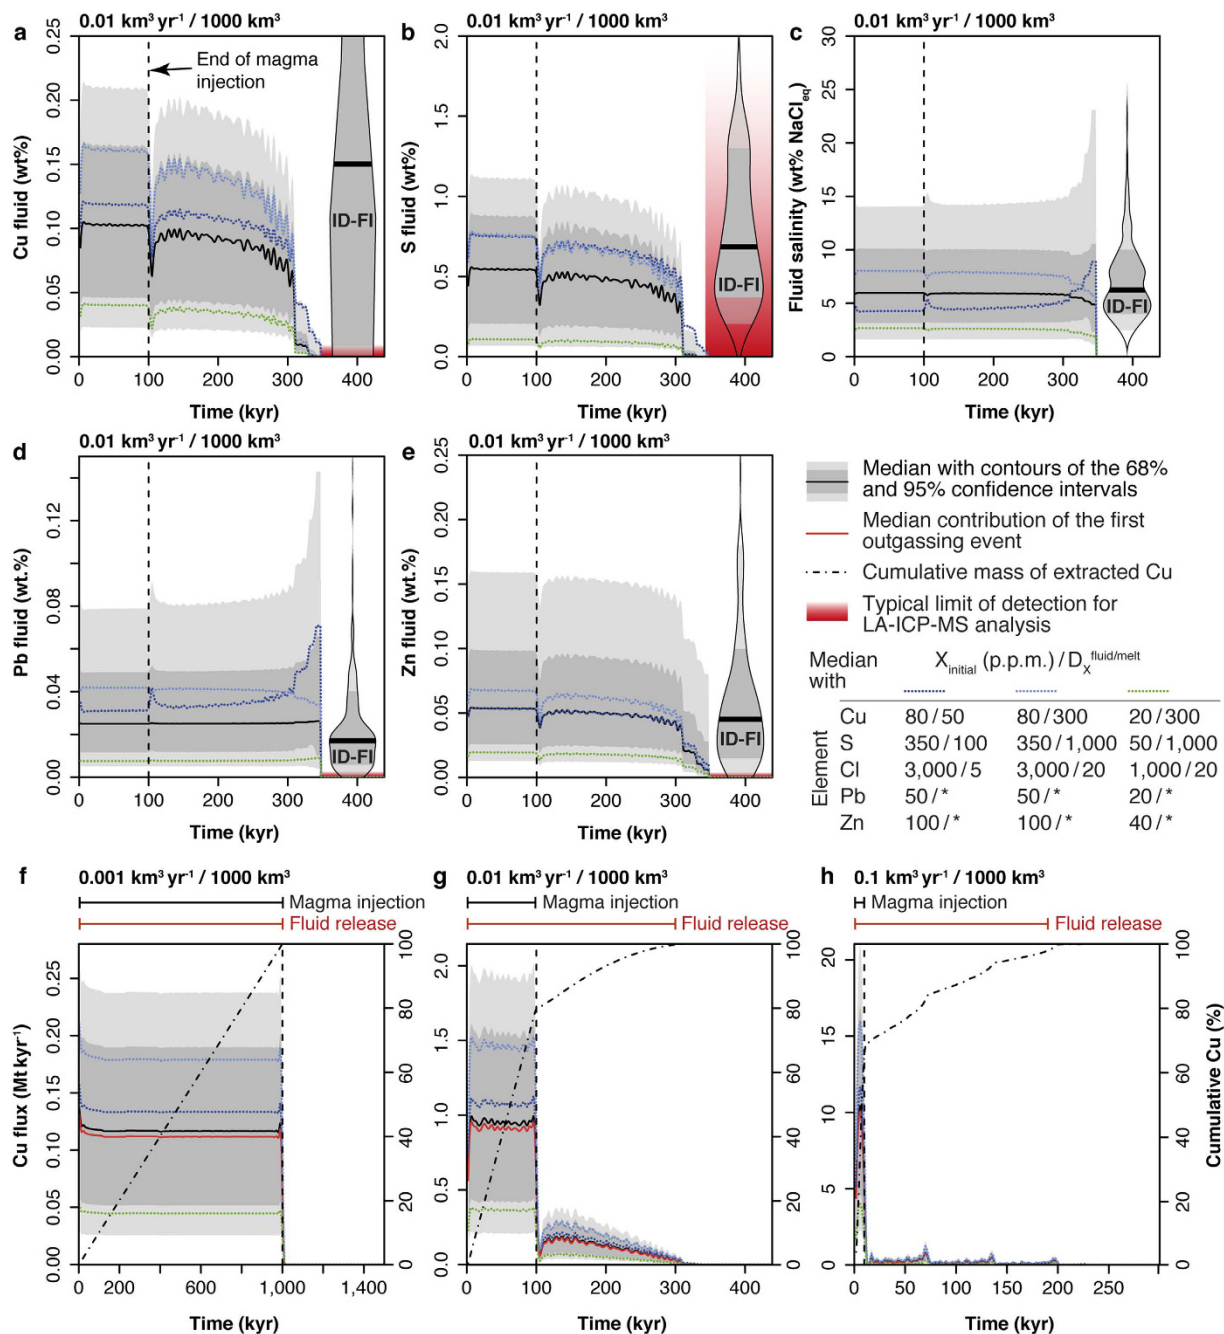 a
0.01 km³ yr⁻¹ / 1000 km³
Cu fluid (wt%)
0.25
0.20
0.15
0.10
0.05
0.00
End of magma
injection
ID-FI
0 100 200 300 400
Time (kyr)
b
0.01 km³ yr⁻¹ / 1000 km³
S fluid (wt%)
2.0
1.5
1.0
0.5
0.0
ID-FI
0 100 200 300 400
Time (kyr)
c
0.01 km³ yr⁻¹ / 1000 km³
Fluid salinity (wt% NaCl_eq)
30
25
20
15
10
5
0
ID-FI
0 100 200 300 400
Time (kyr)
d
0.01 km³ yr⁻¹ / 1000 km³
Pb fluid (wt.%)
0.12
0.08
0.04
0.00
ID-FI
0 100 200 300 400
Time (kyr)
e
0.01 km³ yr⁻¹ / 1000 km³
Zn fluid (wt.%)
0.25
0.20
0.15
0.10
0.05
0.00
ID-FI
0 100 200 300 400
Time (kyr)
Median with contours of the 68%
and 95% confidence intervals
Median contribution of the first
outgassing event
Cumulative mass of extracted Cu
Typical limit of detection for
LA-ICP-MS analysis
Median with X_initial (p.p.m.) / D_X^fluid/melt
Element
Cu 80 / 50 80 / 300 20 / 300
S 350 / 100 350 / 1,000 50 / 1,000
Cl 3,000 / 5 3,000 / 20 1,000 / 20
Pb 50 / * 50 / * 20 / *
Zn 100 / * 100 / * 40 / *
f
0.001 km³ yr⁻¹ / 1000 km³
Magma injection
Fluid release
Cu flux (Mt kyr⁻¹)
0.25
0.20
0.15
0.10
0.05
0.00
100
80
60
40
20
0
0 200 600 1,000 1,400
Time (kyr)
g
0.01 km³ yr⁻¹ / 1000 km³
Magma injection
Fluid release
2.0
1.5
1.0
0.5
0.0
100
80
60
40
20
0
0 100 200 300 400
Time (kyr)
h
0.1 km³ yr⁻¹ / 1000 km³
Magma injection
Fluid release
20
15
10
5
0
100
80
60
40
20
0
Cumulative Cu (%)
0 50 100 150 200 250
Time (kyr)